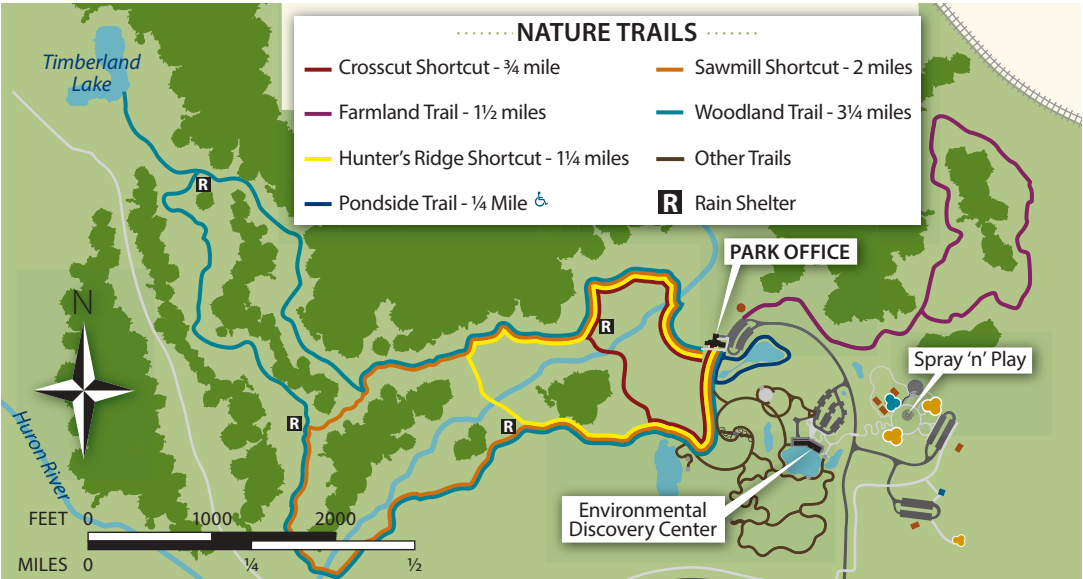 NATURE TRAILS
Crosscut Shortcut - ¾ mile
Farmland Trail - 1½ miles
Hunter's Ridge Shortcut - 1¼ miles
Pondside Trail - ¼ Mile
Sawmill Shortcut - 2 miles
Woodland Trail - 3¼ miles
Other Trails
R Rain Shelter
Timberland
Lake
R
PARK OFFICE
N
R
Spray 'n' Play
R
R
Huron River
Environmental
Discovery Center
FEET 0 1000 2000
MILES 0 ¼ ½